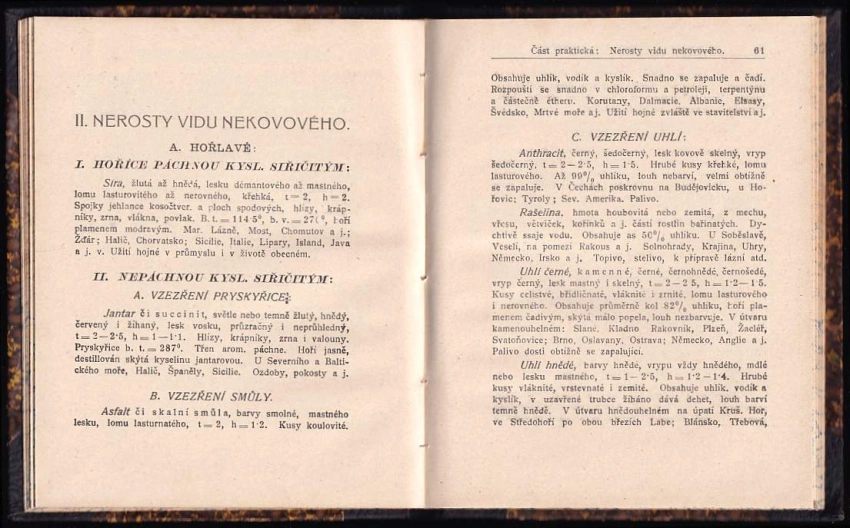 II. NEROSTY VIDU NEKOVOVÉHO.
A. HOŘLAVÉ:
I. HOŘÍCE PÁCHNOU KYSL. SIŘIČITÝM:
Síra, žlutá až hnědá, lesku démantového až mastného,
lomu lasturovitého až nerovného, křehká, t = 2, h = 2.
Spojky jehlance kosočtver. a ploch spodových, hlízy, kráp-
níky, zrna, vlákna, povlak. B. t. = 114·5°, b. v. = 270°, hoří
plamenem modrzvým. Mar. Lázně, Most, Chomutov a j.;
Žďár; Halič, Chorvatsko; Sicilie, Italie, Lipary, Island, Java
a j. v. Užití hojné v průmyslu i v životě obecném.
II. NEPÁCHNOU KYSL. SIŘIČITÝM:
A. VZEZŘENÍ PRYSKYŘICE:
Jantar či succinit, světle nebo temně žlutý, hnědý,
červený i žíhaný, lesk vosku, průzračný i neprůhledný,
t = 2—2·5, h = 1—1·1. Hlízy, krápníky, zrna i valouny.
Pryskyřice b. t. = 287°. Třen arom. páchne. Hoří jasně,
destillován skýtá kyselinu jantarovou. U Severního a Balti-
ckého moře, Halič, Španěly, Sicilie. Ozdoby, pokosty a j.
B. VZEZŘENÍ SMŮLY.
Asfalt či skalní smůla, barvy smolné, mastného
lesku, lomu lasturnatého, t = 2, h = 1·2. Kusy koulovité.
Část praktická: Nerosty vidu nekovového. 61
Obsahuje uhlík, vodík a kyslík. Snadno se zapaluje a čadí.
Rozpouští se snadno v chloroformu a petroleji, terpentýnu
a částečně étheru. Korutany, Dalmacie, Albanie, Elsasy,
Švédsko, Mrtvé moře aj. Užití hojné zvláště ve stavitelství aj.
C. VZEZŘENÍ UHLÍ:
Anthracit, černý, šedočerný, lesk kovově skelný, vryp
šedočerný, t = 2—2·5, h = 1·5. Hrubé kusy křehké, lomu
lasturového. Až 99% uhlíku, louh nebarví, velmi obtížně
se zapaluje. V Čechách poskrovnu na Budějovicku, u Ho-
řovic; Tyroly; Sev. Amerika. Palivo.
Rašelina, hmota houbovitá nebo zemitá, z mechu,
vřesu, větviček, kořínků a j. částí rostlin bařinatých. Dy-
chtivě ssaje vodu. Obsahuje as 50% uhlíku. U Soběslavě,
Veselí, na pomezí Rakous a j. Solnohrady, Krajina, Uhry,
Německo, Irsko a j. Topivo, stelivo, k přípravě lázní atd.
Uhlí černé, kamenné, černé, černohnědé, černošedé,
vryp černý, lesk mastný i skelný, t = 2—2·5, h = 1·2—1·5.
Kusy celistvé, břidličnaté, vláknité i zrnité, lomu lasturového
i nerovného. Obsahuje průměrně kol 82% uhlíku, hoří pla-
menem čadivým, skýtá málo popela, louh nezbarvuje. V útvaru
kamenouhelném: Slané. Kladno Rakovník, Plzeň, Žacléř,
Svatoňovice; Brno, Oslavany, Ostrava; Německo, Anglie a j.
Palivo dosti obtížně se zapalující.
Uhlí hnědé, barvy hnědé, vrypu vždy hnědého, mdlé
nebo lesku mastného, t = 1—2·5, h = 1·2—1·4. Hrubé
kusy vláknité, vrstevnaté i zemité. Obsahuje uhlík, vodík a
kyslík, v uzavřené trubce žíháno dává dehet, louh barví
temně hnědě. V útvaru hnědouhelném na úpatí Kruš. Hor,
ve Středohoří po obou březích Labe; Blánsko, Třebová,